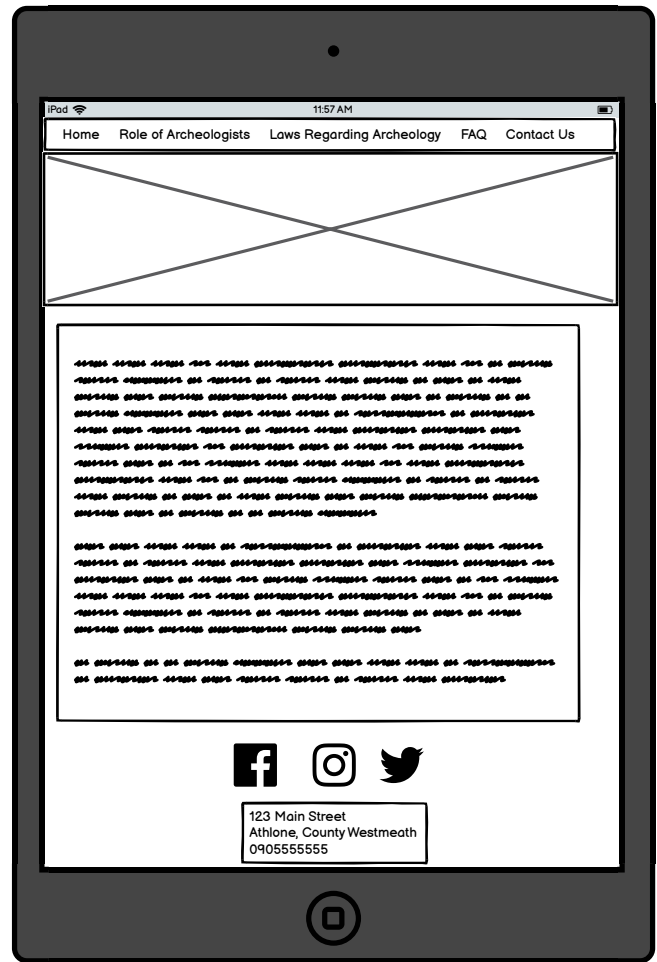 iPad 11:57 AM
Home Role of Archeologists Laws Regarding Archeology FAQ Contact Us
123 Main Street
Athlone, County Westmeath
0905555555